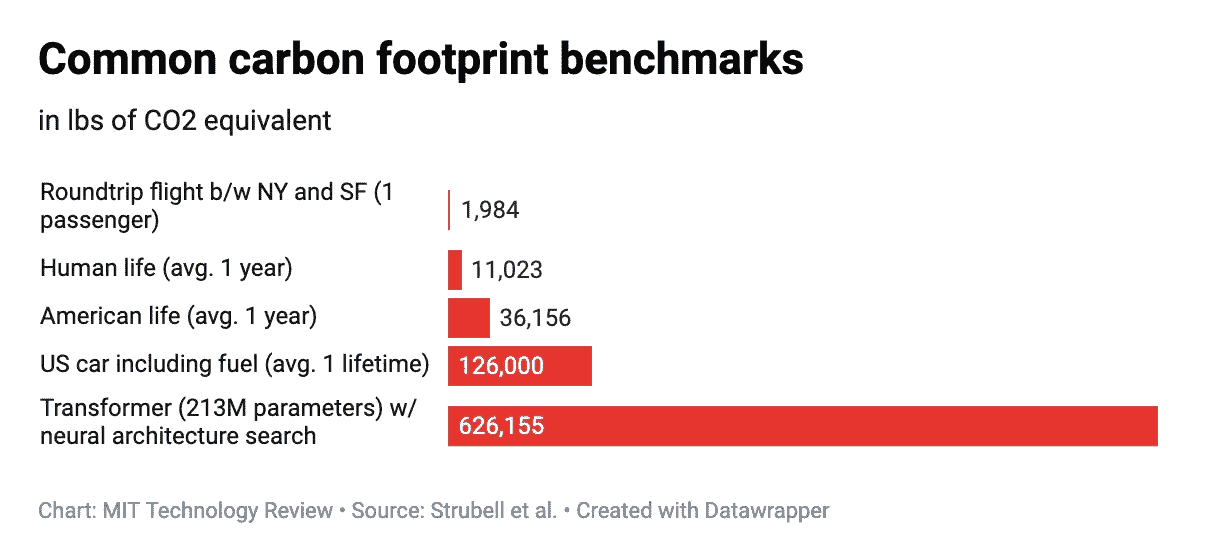 Common carbon footprint benchmarks
in lbs of CO2 equivalent
Roundtrip flight b/w NY and SF (1
passenger)
1,984
Human life (avg. 1 year)
11,023
American life (avg. 1 year)
36,156
US car including fuel (avg. 1 lifetime)
126,000
Transformer (213M parameters) w/
neural architecture search
626,155
Chart: MIT Technology Review • Source: Strubell et al. • Created with Datawrapper